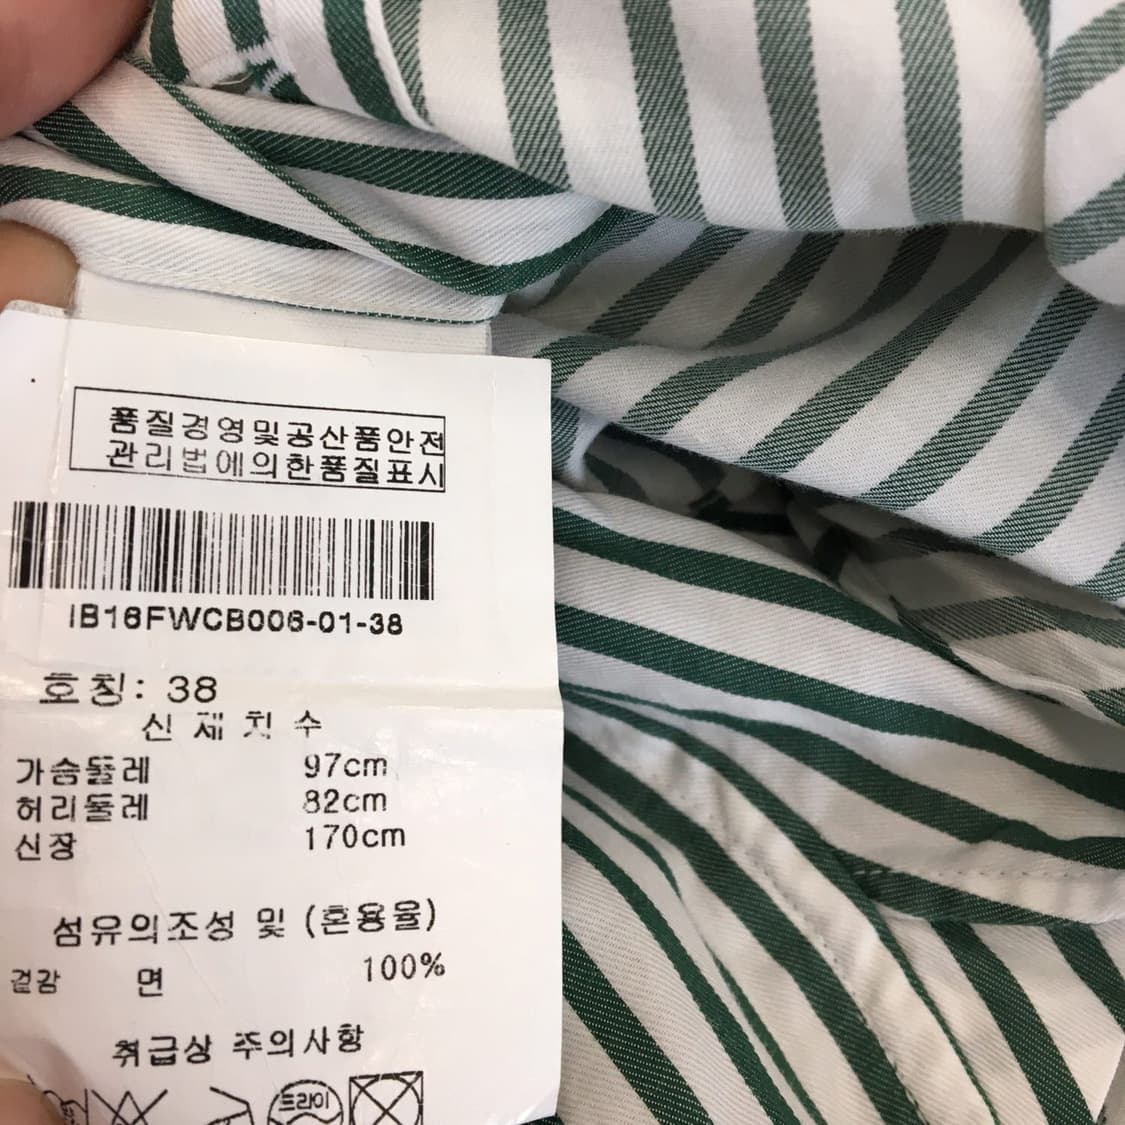 품질경영및공산품안전
관리법에의한품질표시
IB16FWCB006-01-38
호칭: 38
신 체 치 수
가슴둘레 97cm
허리둘레 82cm
신장 170cm
섬유의조성 및 (혼용율)
겉감 면 100%
취급상 주의사항
드라이